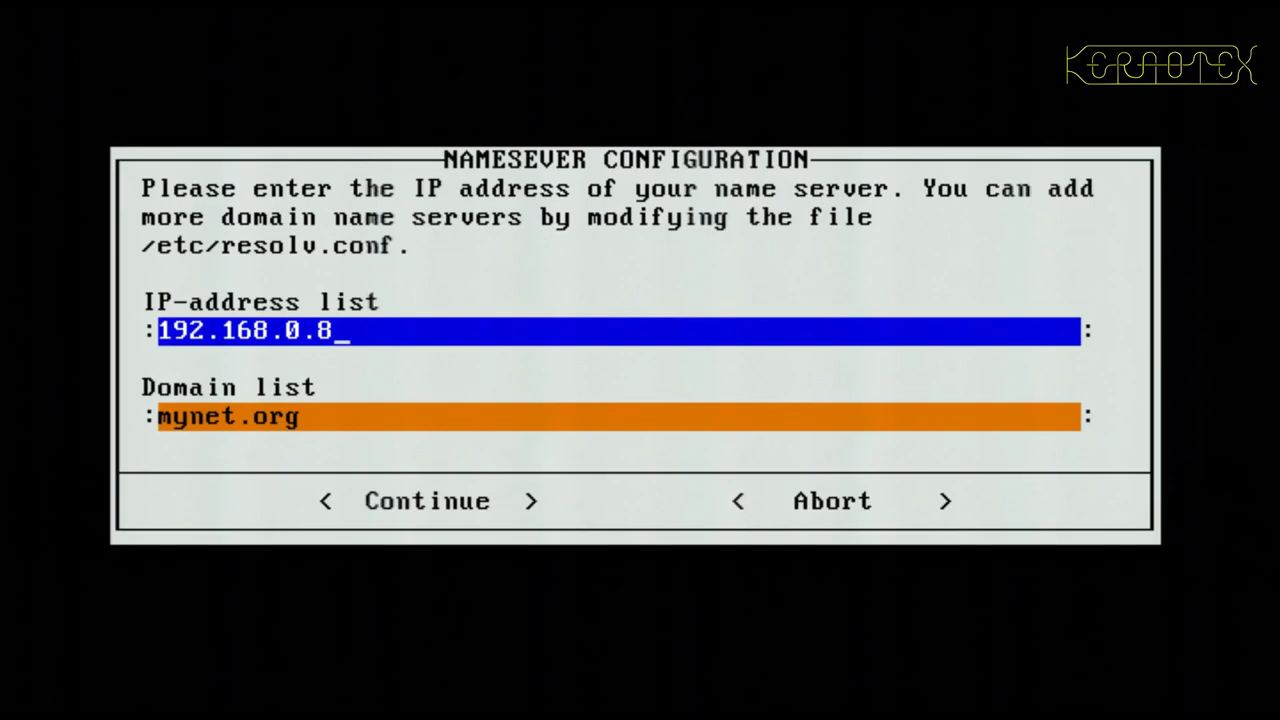 KERNOTEX
NAMESEVER CONFIGURATION
Please enter the IP address of your name server. You can add
more domain name servers by modifying the file
/etc/resolv.conf.
IP-address list
:192.168.0.8_ :
Domain list
:mynet.org :
< Continue > < Abort >